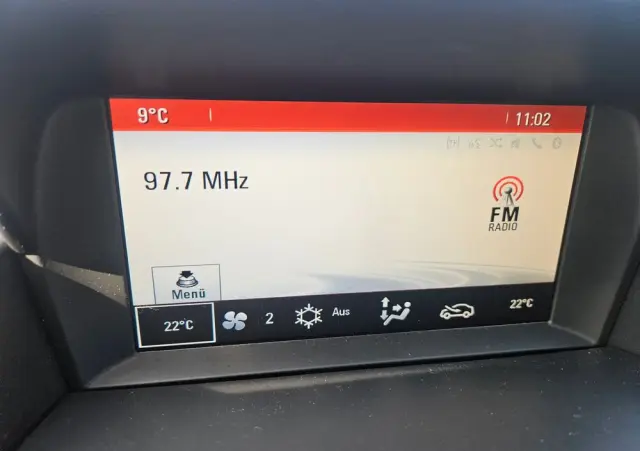 9°C 11:02
97.7 MHz
FM
RADIO
Menü
22°C 2 Aus 22°C